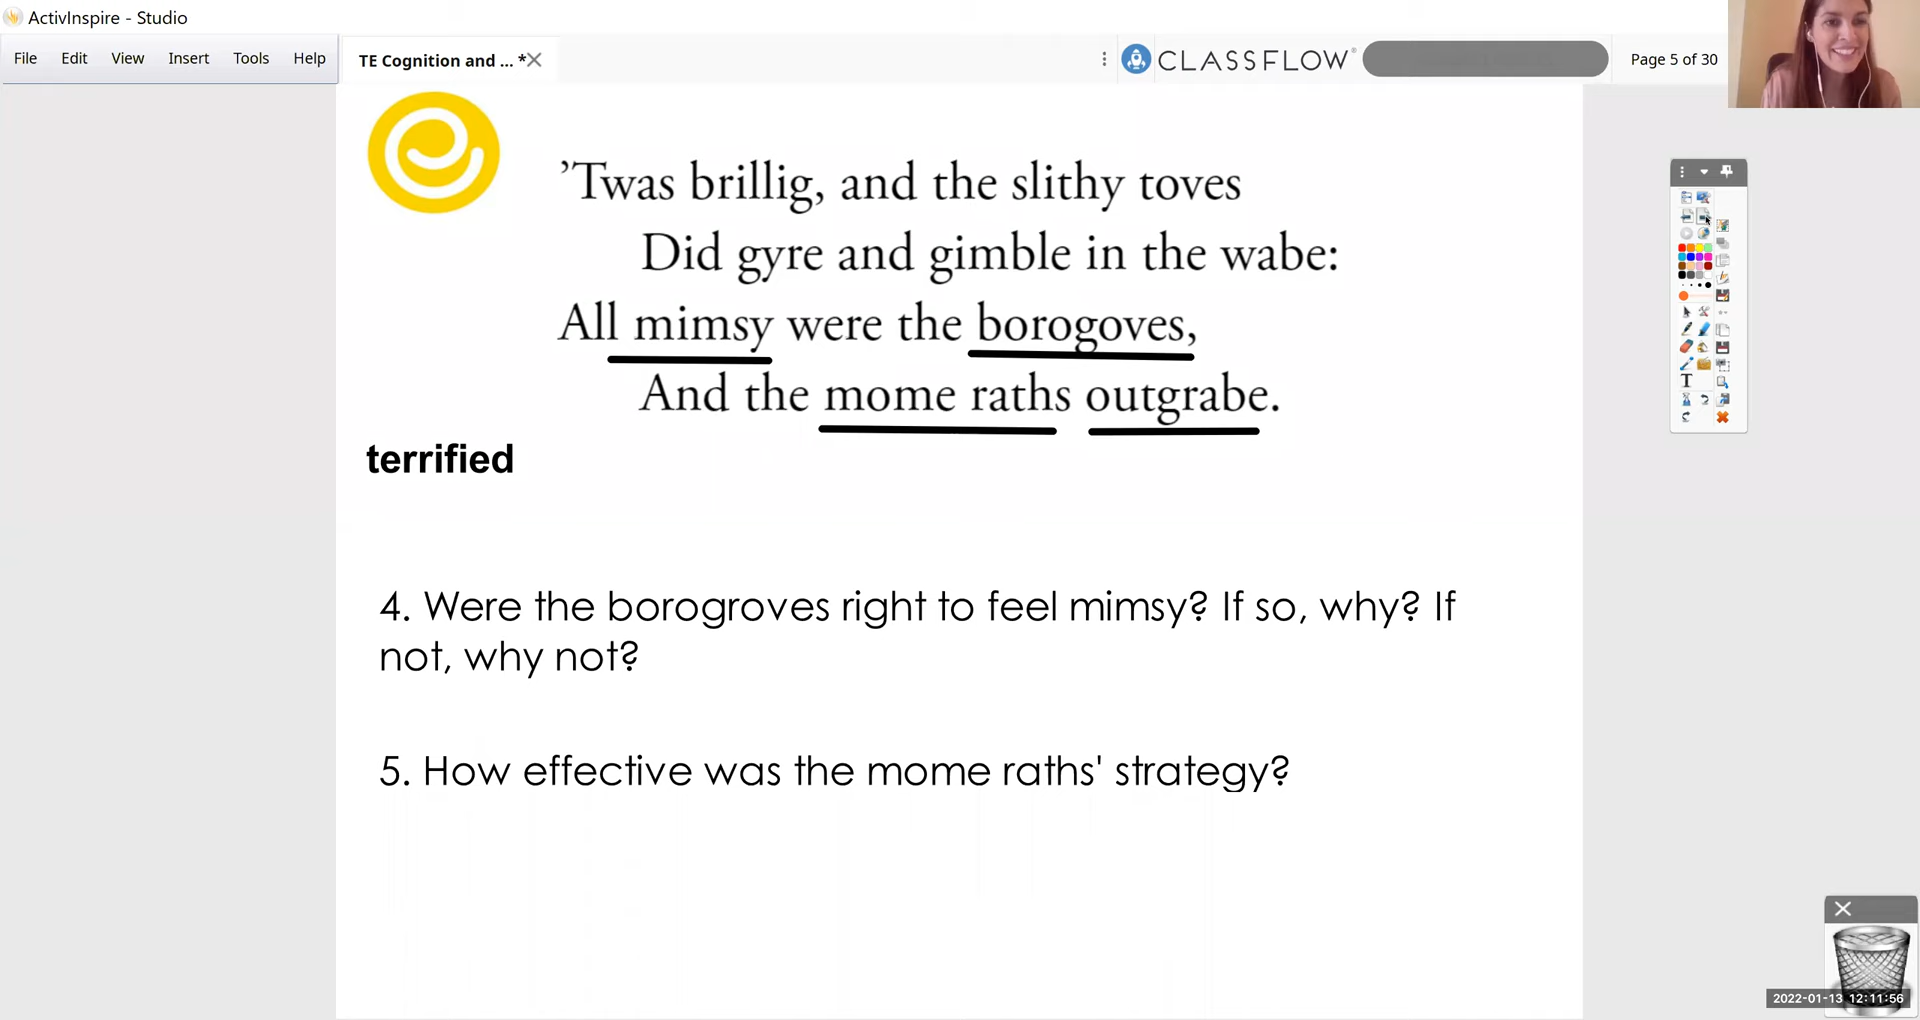 ActivInspire - Studio
File Edit View Insert Tools Help
TE Cognition and ... *
CLASSFLOW
Page 5 of 30
’Twas brillig, and the slithy toves
Did gyre and gimble in the wabe:
All mimsy were the borogoves,
And the mome raths outgrabe.
terrified
4. Were the borogroves right to feel mimsy? If so, why? If
not, why not?
5. How effective was the mome raths' strategy?
2022-01-13 12:11:56